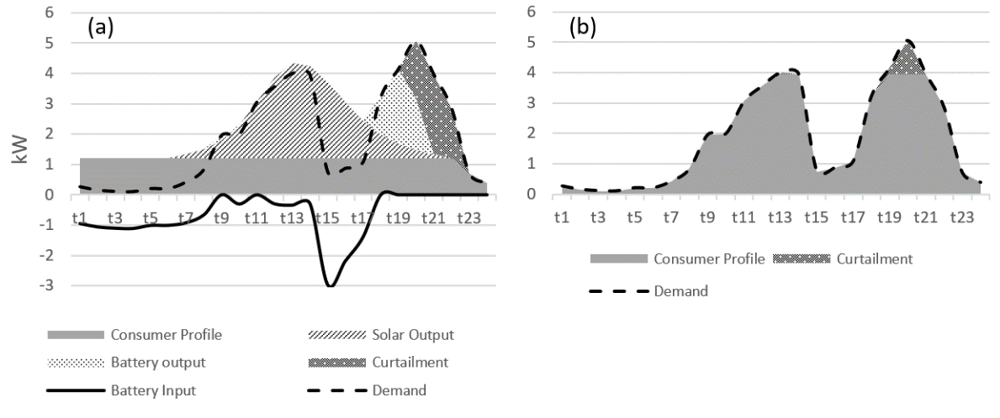 (a)
6
5
4
3
2
1
0
-1
-2
-3
kW
t1 t3 t5 t7 t9 t11 t13 t15 t17 t19 t21 t23
Consumer Profile
Solar Output
Battery output
Curtailment
Battery Input
Demand
(b)
6
5
4
3
2
1
0
t1 t3 t5 t7 t9 t11 t13 t15 t17 t19 t21 t23
Consumer Profile
Curtailment
Demand